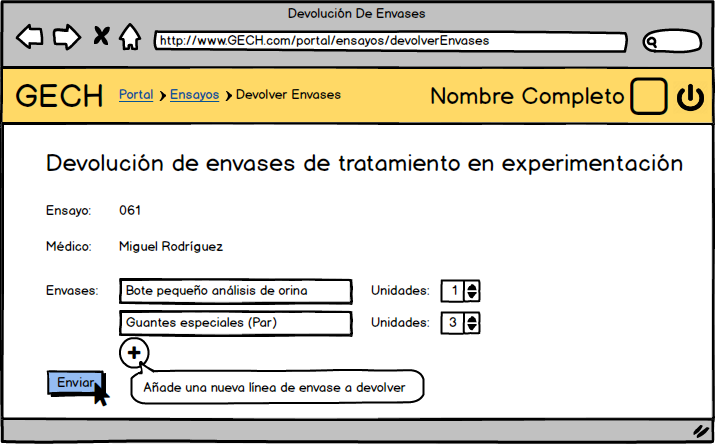 Devolución De Envases
http://www.GECH.com/portal/ensayos/devolverEnvases
GECH Portal Ensayos Devolver Envases Nombre Completo
Devolución de envases de tratamiento en experimentación
Ensayo: 061
Médico: Miguel Rodríguez
Envases: Bote pequeño análisis de orina Unidades: 1
Guantes especiales (Par) Unidades: 3
+
Enviar
Añade una nueva línea de envase a devolver